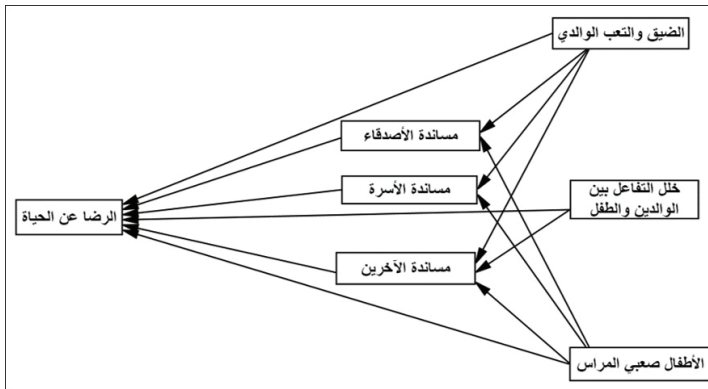 الضيق والتعب الوالدي
مساندة الأصدقاء
مساندة الأسرة
خلل التفاعل بين
الوالدين والطفل
الرضا عن الحياة
مساندة الآخرين
الأطفال صعبي المراس